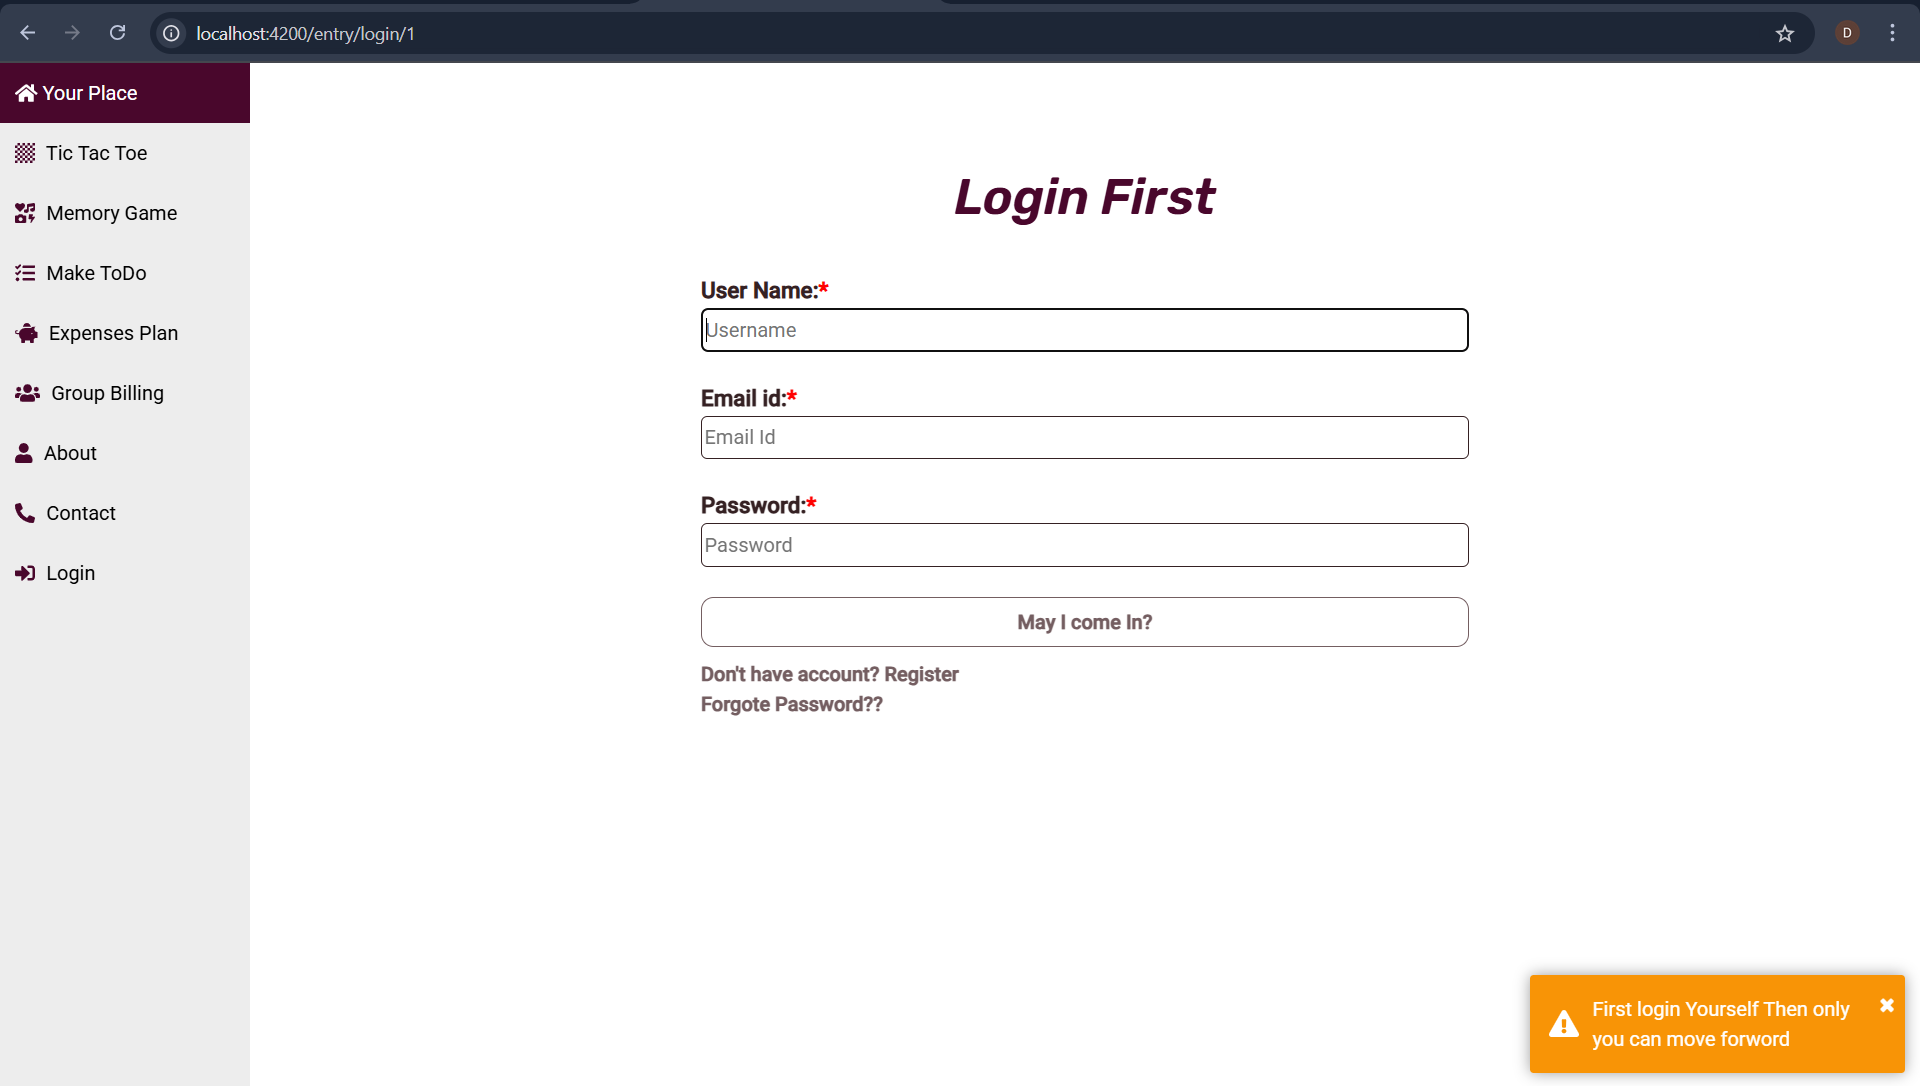 localhost:4200/entry/login/1
D
Your Place
Tic Tac Toe
Memory Game
Make ToDo
Expenses Plan
Group Billing
About
Contact
Login
Login First
User Name:*
Username
Email id:*
Email Id
Password:*
Password
May I come In?
Don't have account? Register
Forgote Password??
First login Yourself Then only
you can move forword